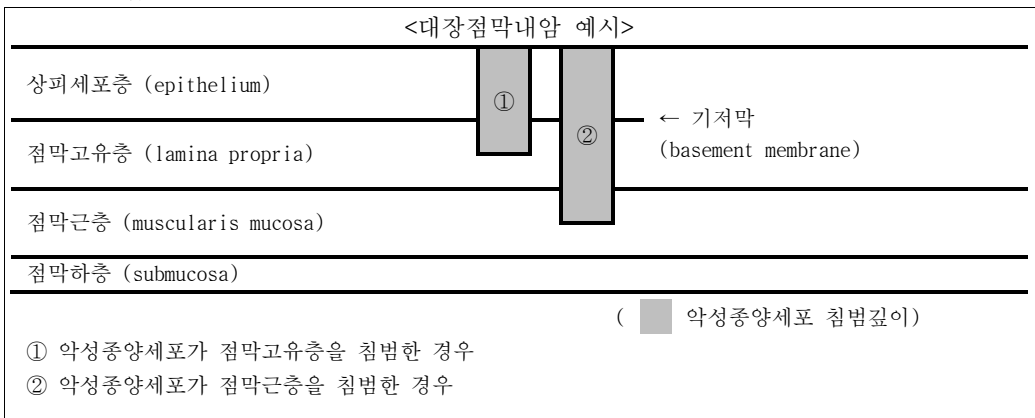 <대장점막내암 예시>
상피세포층 (epithelium)
①
← 기저막
②
점막고유층 (lamina propria)
(basement membrane)
점막근층 (muscularis mucosa)
점막하층 (submucosa)
( 악성종양세포 침범깊이)
① 악성종양세포가 점막고유층을 침범한 경우
② 악성종양세포가 점막근층을 침범한 경우